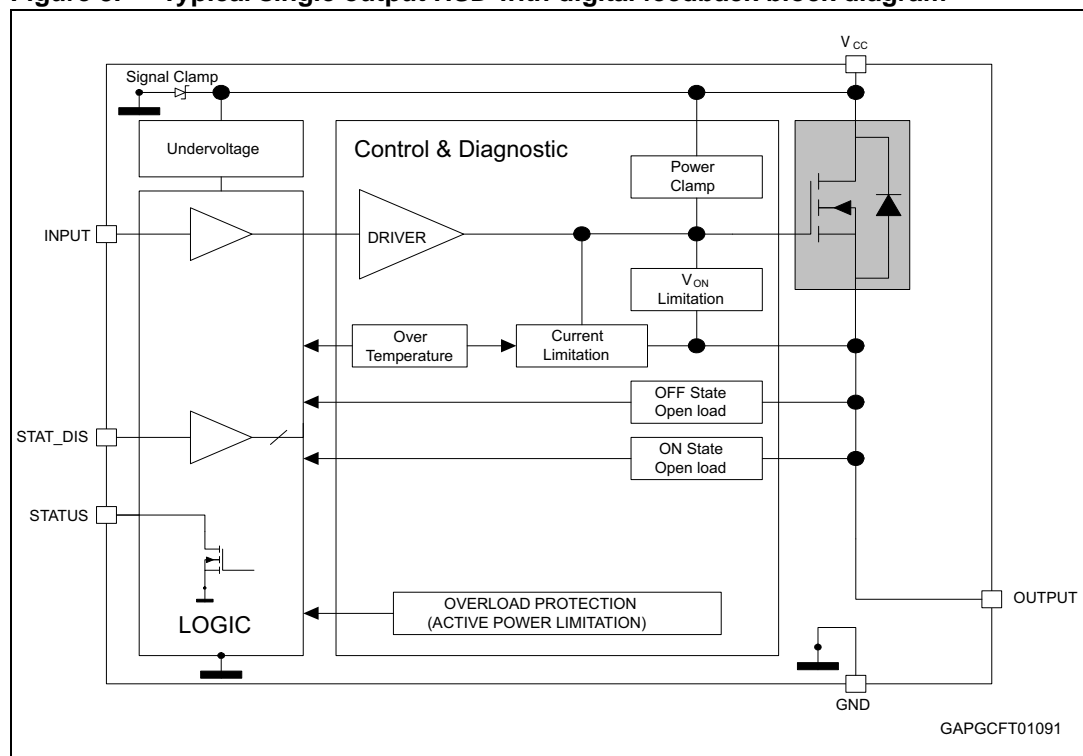 Typical single output HSD with digital feedback block diagram
V CC
Signal Clamp
Undervoltage
Control & Diagnostic
Power
Clamp
INPUT
DRIVER
VON
Limitation
Over
Temperature
Current
Limitation
OFF State
Open load
STAT_DIS
ON State
Open load
STATUS
OVERLOAD PROTECTION
(ACTIVE POWER LIMITATION)
LOGIC
OUTPUT
GND
GAPGCFT01091